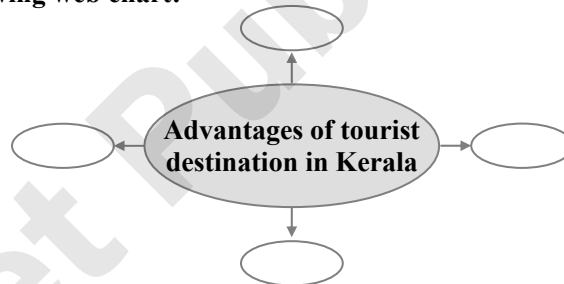 wing web chart.
Advantages of tourist
destination in Kerala